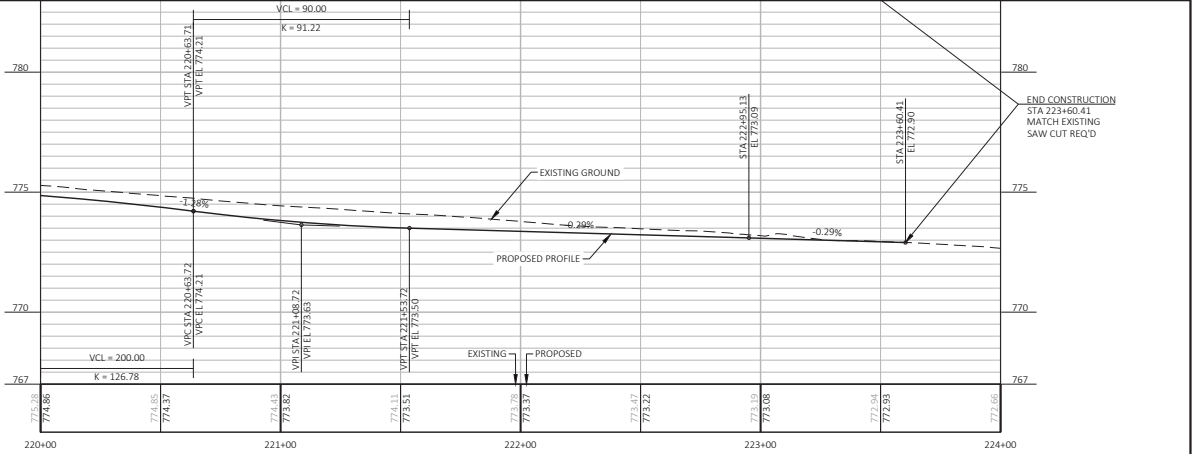 VCL = 90.00
K = 91.22
VPT STA 220+63.71
VPT EL 774.21
780
780
END CONSTRUCTION
STA 223+60.41
MATCH EXISTING
SAW CUT REQ'D
STA 222+95.13
EL 773.09
STA 223+60.41
EL 772.90
775
775
EXISTING GROUND
-1.28%
-0.29%
-0.29%
PROPOSED PROFILE
VPC STA 220+63.72
VPC EL 774.21
VPI STA 221+08.72
VPI EL 773.63
VPT STA 221+53.72
VPT EL 773.50
770
770
VCL = 200.00
K = 126.78
EXISTING
PROPOSED
767
767
775.28
774.86
774.85
774.37
774.43
773.82
774.11
773.51
773.78
773.37
773.47
773.22
773.19
773.08
772.94
772.93
772.66
220+00
221+00
222+00
223+00
224+00